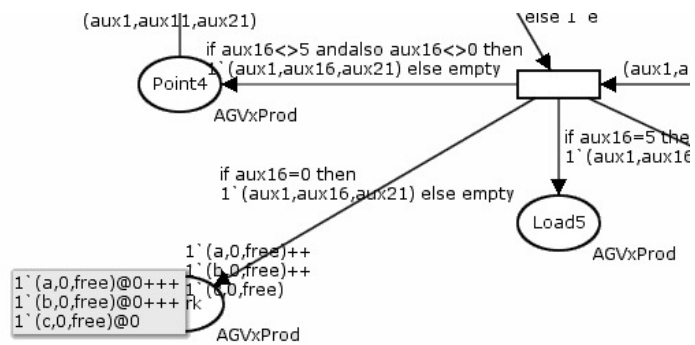 (aux1,aux11,aux21)
else 1`e
if aux16<>5 andalso aux16<>0 then
1`(aux1,aux16,aux21) else empty
(aux1,a
Point4
AGVxProd
if aux16=5 the
1`(aux1,aux16
if aux16=0 then
1`(aux1,aux16,aux21) else empty
Load5
AGVxProd
1`(a,0,free)++
1`(b,0,free)++
1`(c,0,free)
1`(a,0,free)@0+++
1`(b,0,free)@0+++
1`(c,0,free)@0
rk
AGVxProd